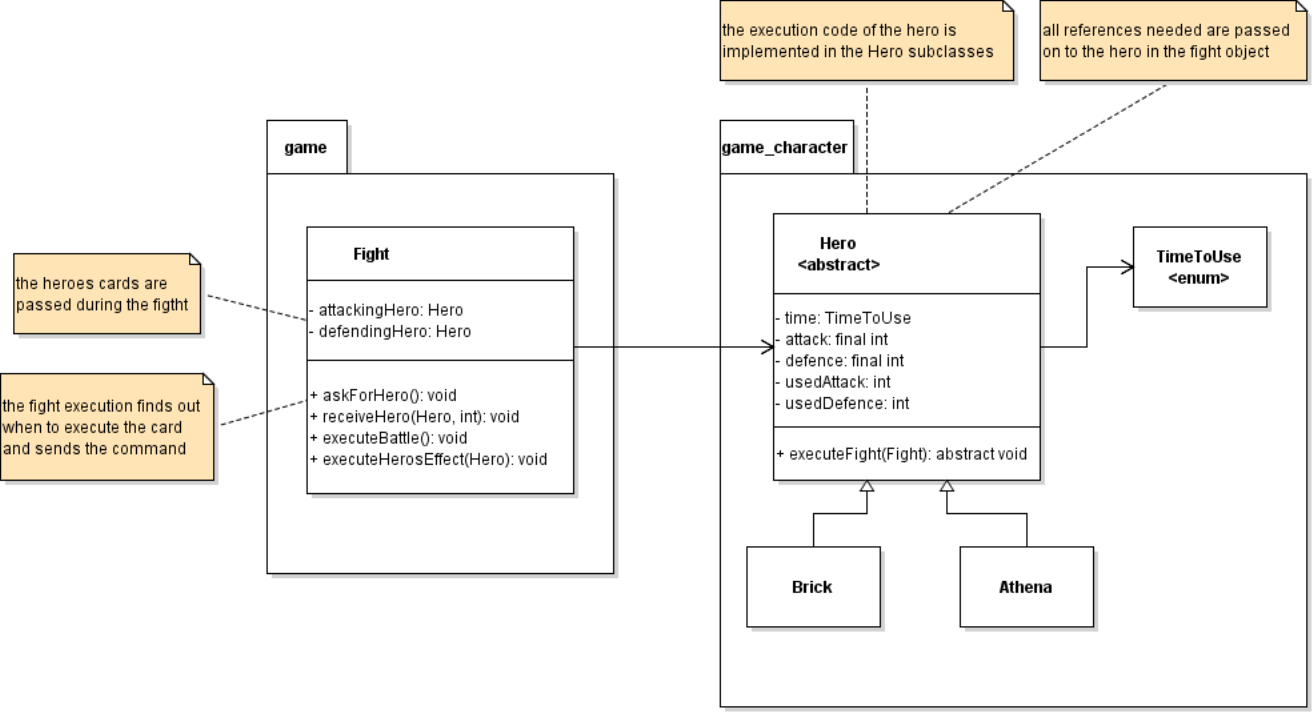 the execution code of the hero is
implemented in the Hero subclasses
all references needed are passed
on to the hero in the fight object
game
game_character
the heroes cards are
passed during the figtht
the fight execution finds out
when to execute the card
and sends the command
Fight
- attackingHero: Hero
- defendingHero: Hero
+ askForHero(): void
+ receiveHero(Hero, int): void
+ executeBattle(): void
+ executeHerosEffect(Hero): void
Hero
<abstract>
- time: TimeToUse
- attack: final int
- defence: final int
- usedAttack: int
- usedDefence: int
+ executeFight(Fight): abstract void
TimeToUse
<enum>
Brick
Athena